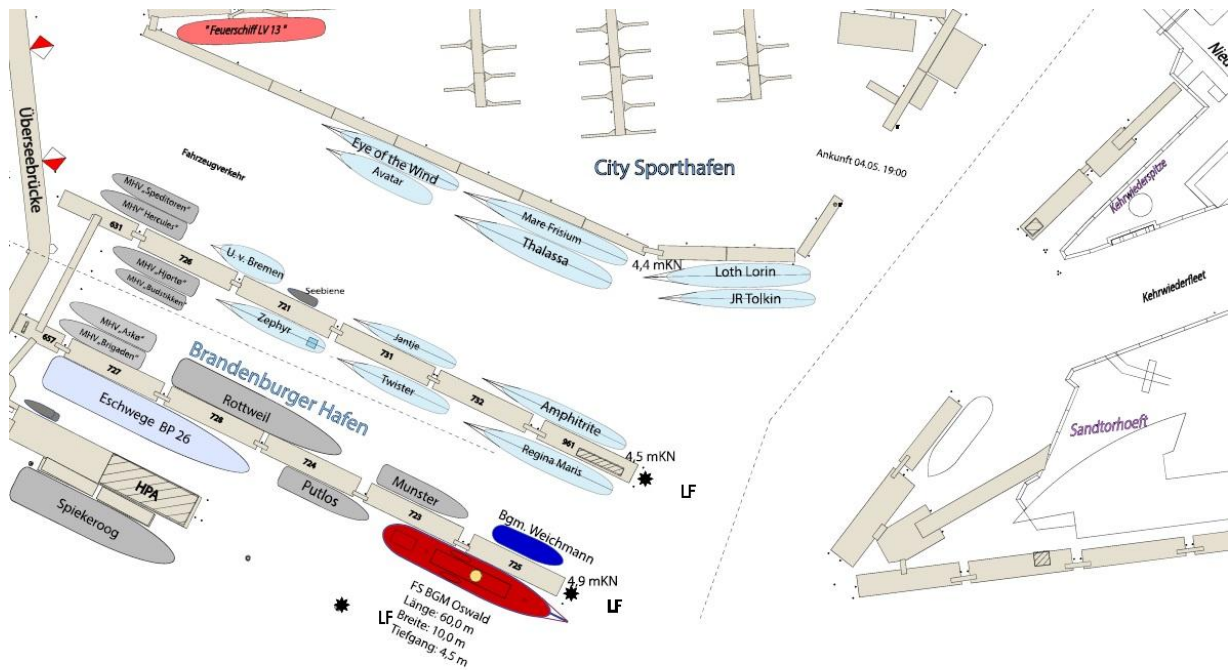 "Feuerschiff LV 13"
Überseebrücke
Fahrzeugverkehr
Eye of the Wind
Avatar
City Sporthafen
Ankunft 04.05. 19:00
Kehrwiederspitze
Kehrwiederfleet
MHV „Speditoren"
MHV" Hercules"
631
726
U. v. Bremen
Mare Frisium
Thalassa
4,4 mKN
Loth Lorin
JR Tolkin
MHV„Hjortø"
MHV„Budstikken"
Seebiene
721
Zephyr
Jantje
731
Twister
MHV„Askø"
MHV„Brigaden"
657
727
Brandenburger Hafen
732
Amphitrite
961
4,5 mKN
Regina Maris
LF
Eschwege BP 26
Rottweil
728
724
Putlos
Munster
723
Bgm. Weichmann
725
4,9 mKN
LF
HPA
Spiekeroog
LF
FS BGM Oswald
Länge: 60,0 m
Breite: 10,0 m
Tiefgang: 4,5 m
Sandtorhoeft